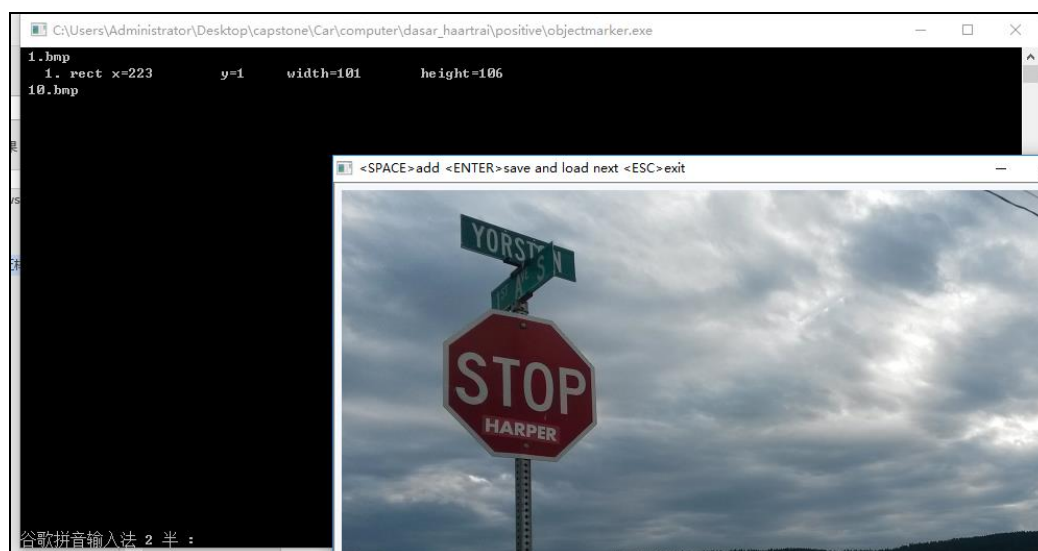 C:\Users\Administrator\Desktop\capstone\Car\computer\dasar_haartrai\positive\objectmarker.exe
1.bmp
1. rect x=223 y=1 width=101 height=106
10.bmp
<SPACE>add <ENTER>save and load next <ESC>exit
YORSTON
1ST AVE S
STOP
HARPER
谷歌拼音输入法 2 半 :